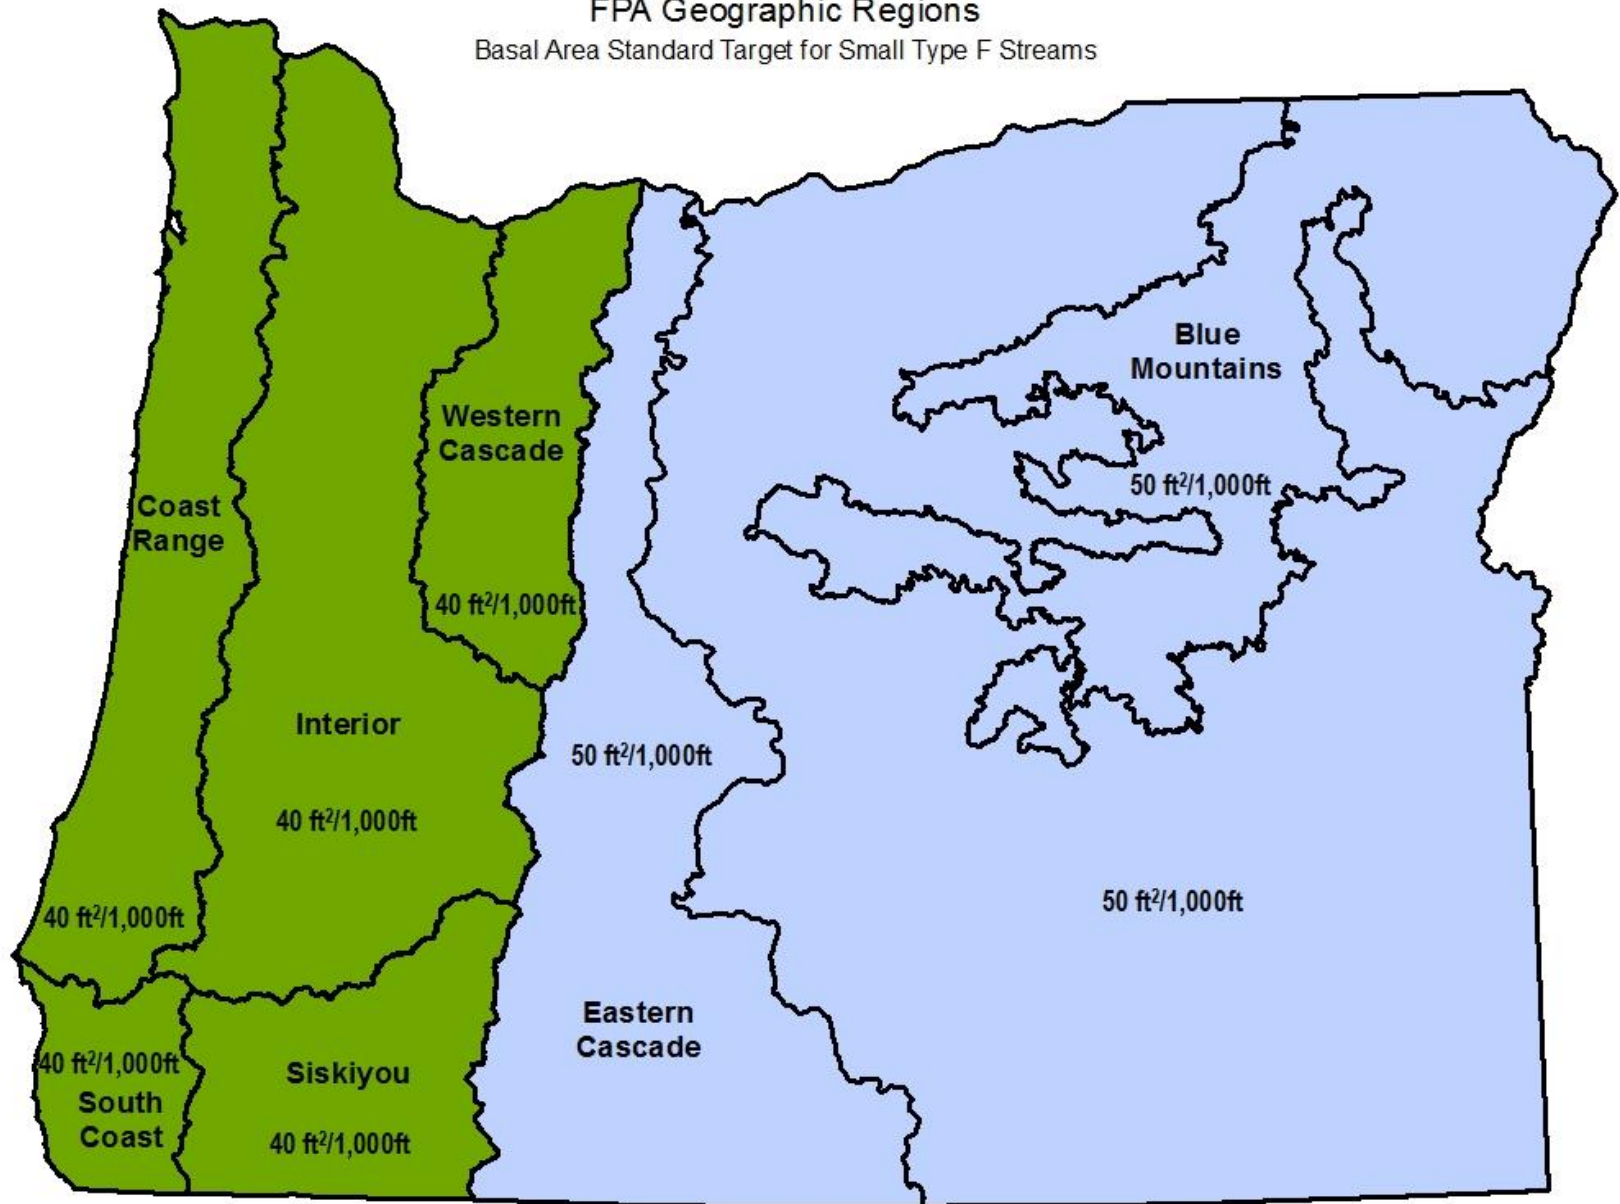 FPA Geographic Regions
Basal Area Standard Target for Small Type F Streams
Blue
Mountains
50 ft²/1,000ft
Western
Cascade
40 ft²/1,000ft
Coast
Range
40 ft²/1,000ft
Interior
40 ft²/1,000ft
50 ft²/1,000ft
Eastern
Cascade
50 ft²/1,000ft
40 ft²/1,000ft
South
Coast
Siskiyou
40 ft²/1,000ft